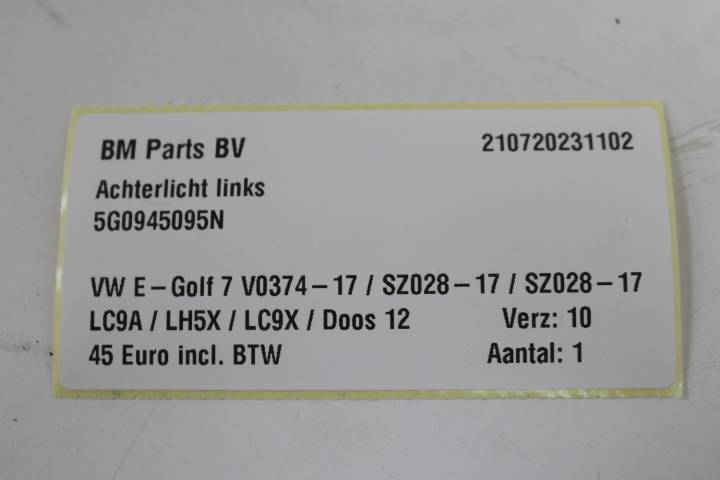 BM Parts BV 210720231102
Achterlicht links
5G0945095N
VW E-Golf 7 V0374-17 / SZ028-17 / SZ028-17
LC9A / LH5X / LC9X / Doos 12 Verz: 10
45 Euro incl. BTW Aantal: 1